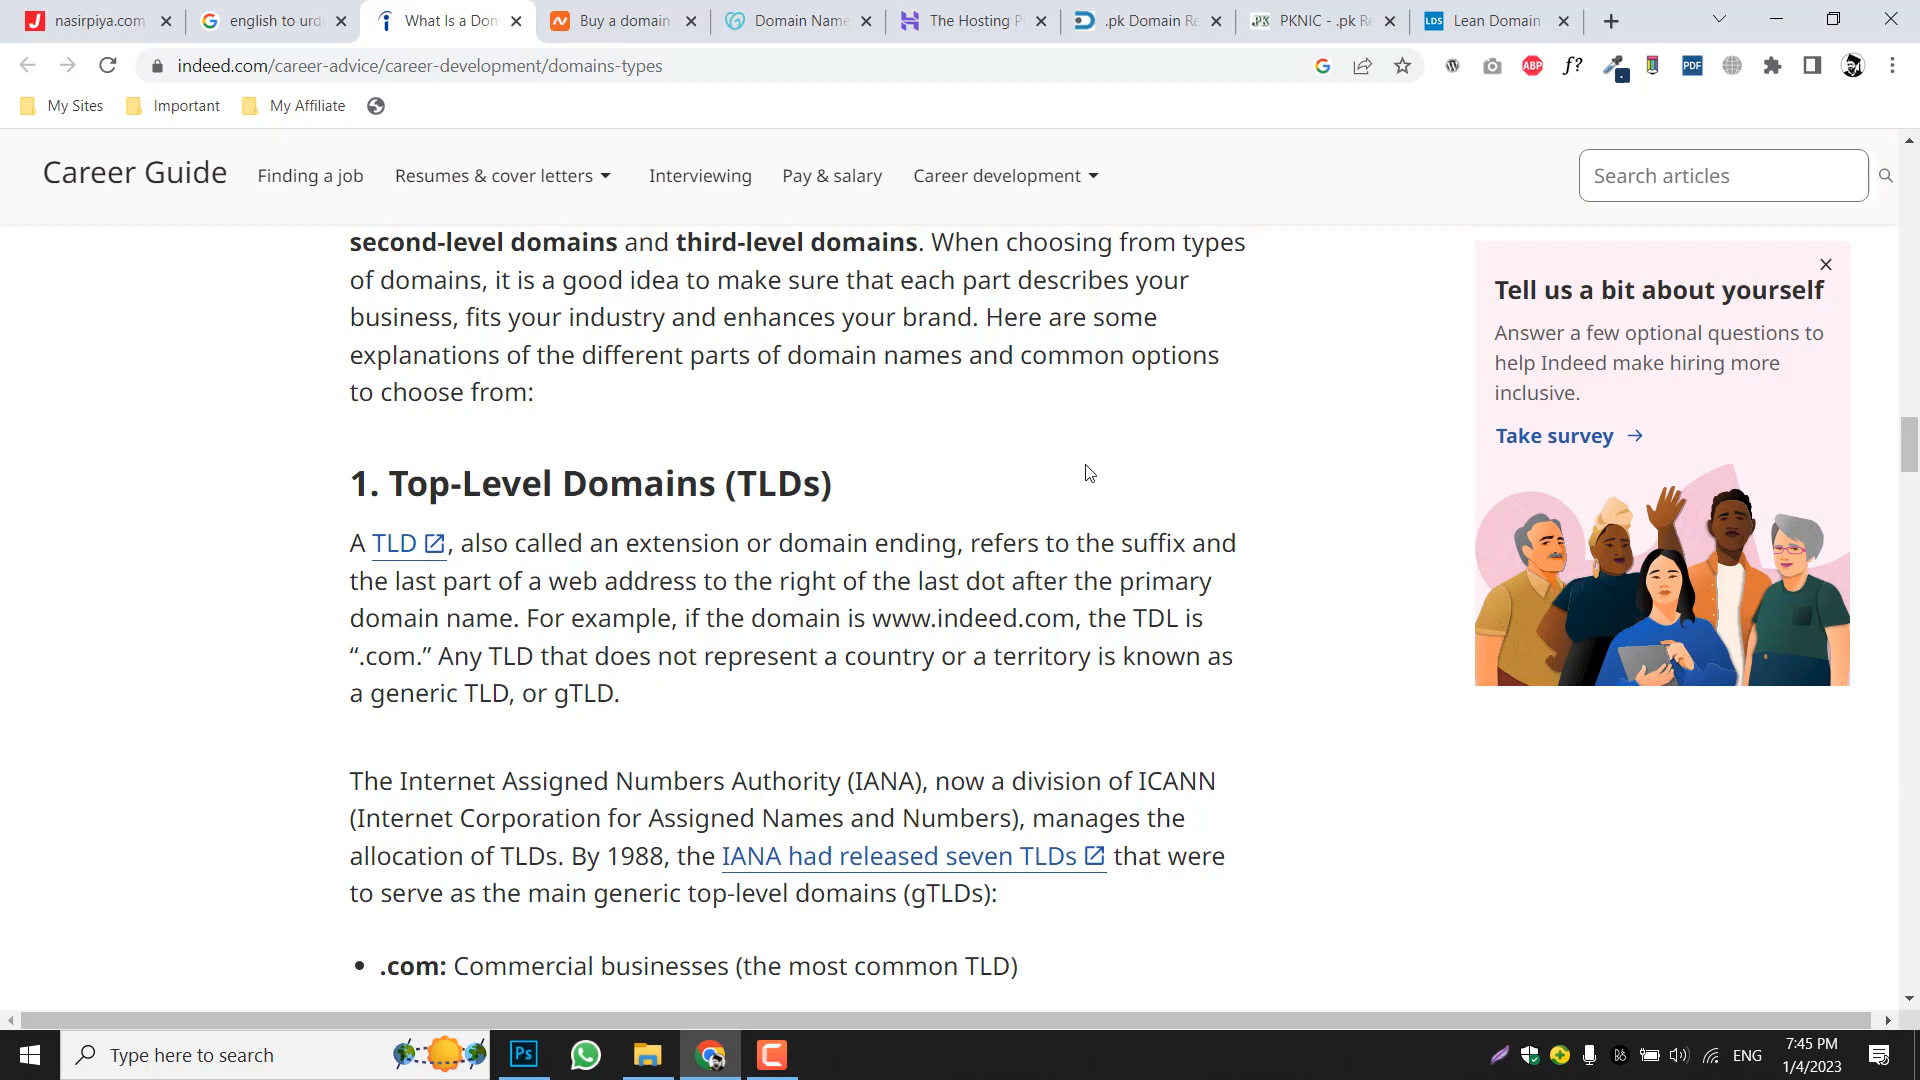 nasirpiya.com
english to urd
What Is a Dom
Buy a domain
Domain Name
The Hosting P
.pk Domain Re
PKNIC - .pk Re
Lean Domain
indeed.com/career-advice/career-development/domains-types
My Sites
Important
My Affiliate
Career Guide
Finding a job
Resumes & cover letters
Interviewing
Pay & salary
Career development
Search articles
second-level domains and third-level domains. When choosing from types
of domains, it is a good idea to make sure that each part describes your
business, fits your industry and enhances your brand. Here are some
explanations of the different parts of domain names and common options
to choose from:
1. Top-Level Domains (TLDs)
A TLD, also called an extension or domain ending, refers to the suffix and
the last part of a web address to the right of the last dot after the primary
domain name. For example, if the domain is www.indeed.com, the TDL is
“.com.” Any TLD that does not represent a country or a territory is known as
a generic TLD, or gTLD.
The Internet Assigned Numbers Authority (IANA), now a division of ICANN
(Internet Corporation for Assigned Names and Numbers), manages the
allocation of TLDs. By 1988, the IANA had released seven TLDs that were
to serve as the main generic top-level domains (gTLDs):
• .com: Commercial businesses (the most common TLD)
Tell us a bit about yourself
Answer a few optional questions to
help Indeed make hiring more
inclusive.
Take survey →
Type here to search
Ps
ENG
7:45 PM
1/4/2023
ABP
f?
PDF
LDS